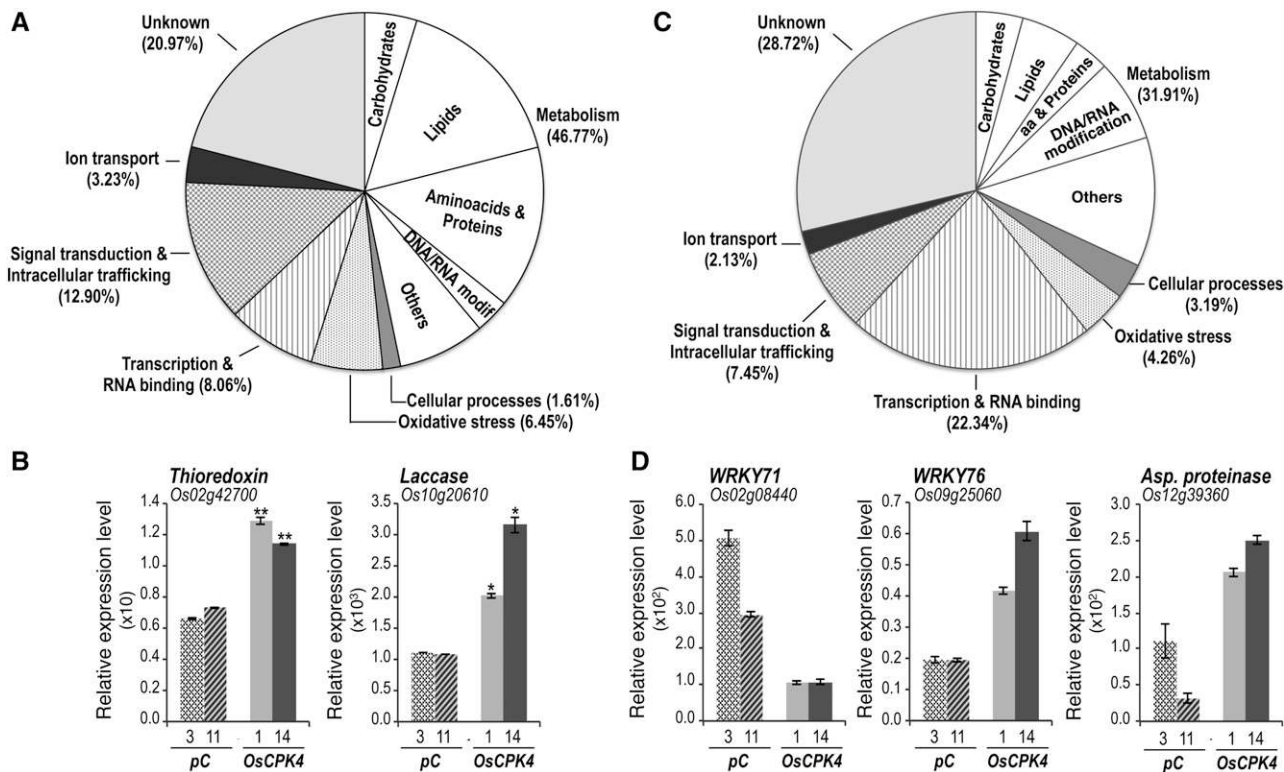 A
Unknown
(20.97%)
Carbohydrates
Lipids
Metabolism
(46.77%)
Ion transport
(3.23%)
Aminoacids &
Proteins
DNA/RNA modif
Others
Signal transduction &
Intracellular trafficking
(12.90%)
Transcription &
RNA binding (8.06%)
Cellular processes (1.61%)
Oxidative stress (6.45%)
C
Unknown
(28.72%)
Carbohydrates
Lipids
aa & Proteins
Metabolism
(31.91%)
DNA/RNA
modification
Others
Ion transport
(2.13%)
Cellular processes
(3.19%)
Signal transduction &
Intracellular trafficking
(7.45%)
Oxidative stress
(4.26%)
Transcription & RNA binding
(22.34%)
B
Thioredoxin
Os02g42700
Relative expression level
(x10)
1.4
1.2
1.0
0.8
0.6
0.4
0.2
0.0
**
**
3 11 1 14
pC OsCPK4
Laccase
Os10g20610
Relative expression level
(x10³)
3.5
3.0
2.5
2.0
1.5
1.0
0.5
0.0
*
*
3 11 1 14
pC OsCPK4
D
WRKY71
Os02g08440
Relative expression level
(x10²)
5.0
5.0
3.0
2.0
1.0
0.0
3 11 1 14
pC OsCPK4
WRKY76
Os09g25060
Relative expression level
0.7
0.6
0.5
0.4
0.3
0.2
0.1
0.0
3 11 1 14
pC OsCPK4
Asp. proteinase
Os12g39360
Relative expression level
(x10²)
3.0
2.5
2.0
1.5
1.0
0.5
0.0
3 11 1 14
pC OsCPK4